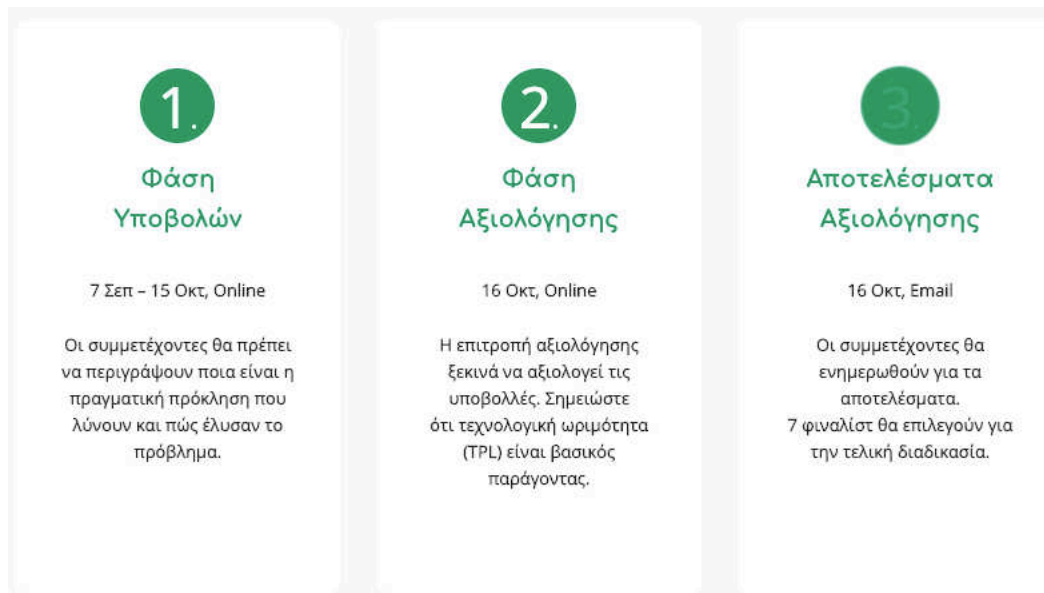 1.
Φάση
Υποβολών
7 Σεπ – 15 Οκτ, Online
Οι συμμετέχοντες θα πρέπει
να περιγράψουν ποια είναι η
πραγματική πρόκληση που
λύνουν και πώς έλυσαν το
πρόβλημα.
2.
Φάση
Αξιολόγησης
16 Οκτ, Online
Η επιτροπή αξιολόγησης
ξεκινά να αξιολογεί τις
υποβολλές. Σημειώστε
ότι τεχνολογική ωριμότητα
(TPL) είναι βασικός
παράγοντας.
3.
Αποτελέσματα
Αξιολόγησης
16 Οκτ, Email
Οι συμμετέχοντες θα
ενημερωθούν για τα
αποτελέσματα.
7 φιναλίστ θα επιλεγούν για
την τελική διαδικασία.